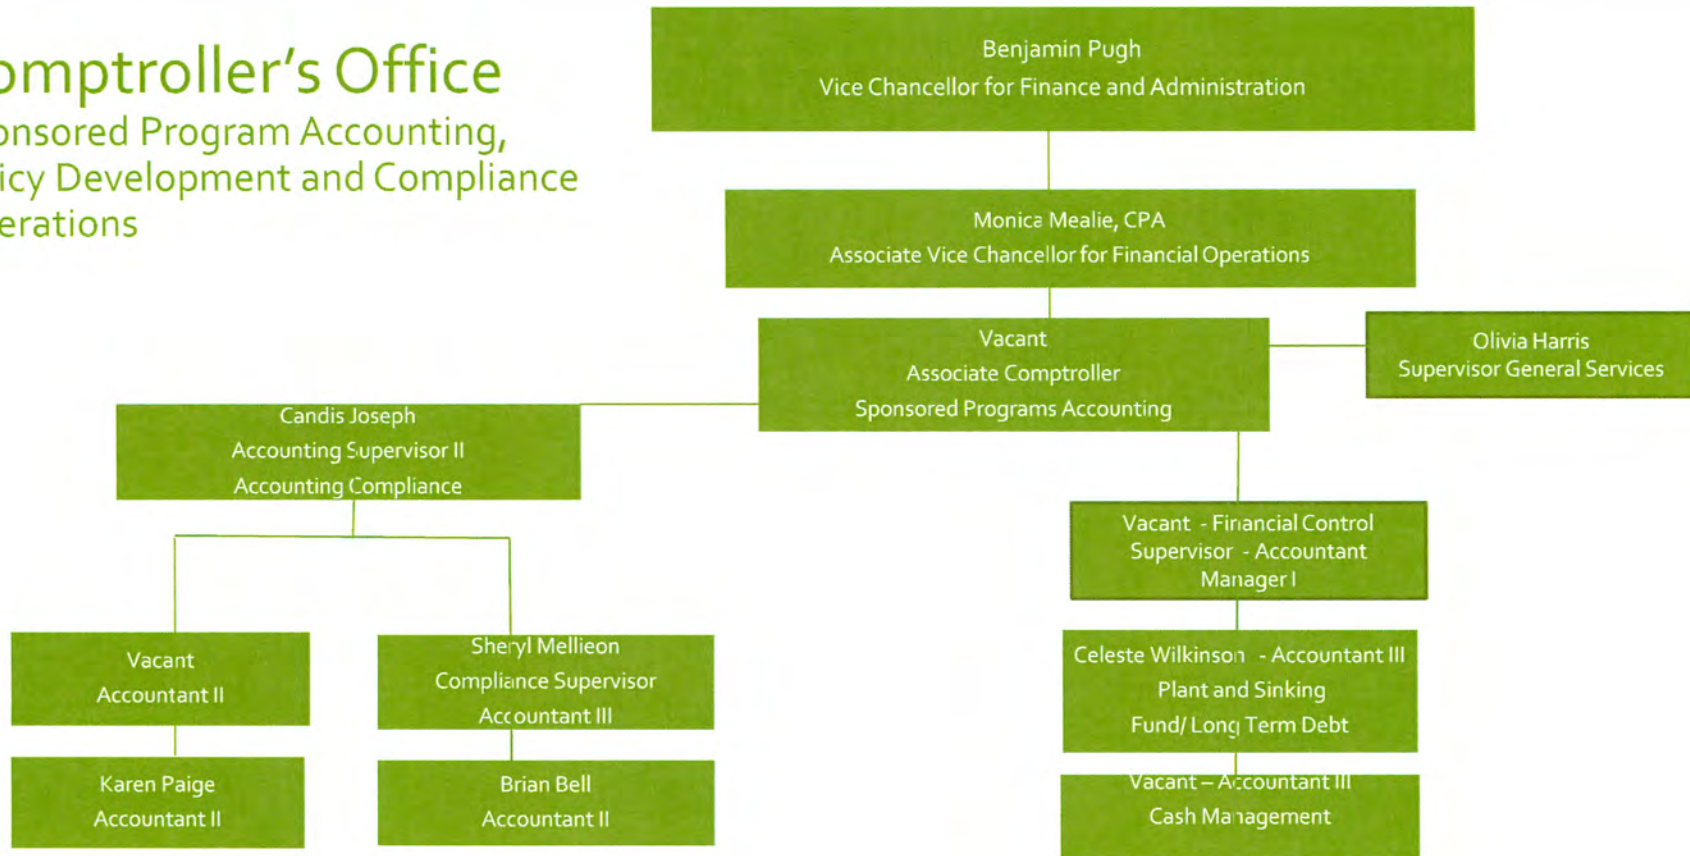 omptroller's Office
onsored Program Accounting,
icy Development and Compliance
erations
Benjamin Pugh
Vice Chancellor for Finance and Administration
Monica Mealie, CPA
Associate Vice Chancellor for Financial Operations
Vacant
Associate Comptroller
Sponsored Programs Accounting
Olivia Harris
Supervisor General Services
Candis Joseph
Accounting Supervisor II
Accounting Compliance
Vacant - Financial Control
Supervisor - Accountant
Manager I
Vacant
Accountant II
Sheryl Mellieon
Compliance Supervisor
Accountant III
Celeste Wilkinson - Accountant III
Plant and Sinking
Fund/ Long Term Debt
Karen Paige
Accountant II
Brian Bell
Accountant II
Vacant – Accountant III
Cash Management